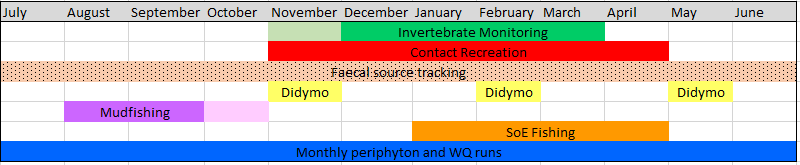 July August September October November December January February March April May June
Invertebrate Monitoring
Contact Recreation
Faecal source tracking
Didymo Didymo Didymo
Mudfishing
SoE Fishing
Monthly periphyton and WQ runs